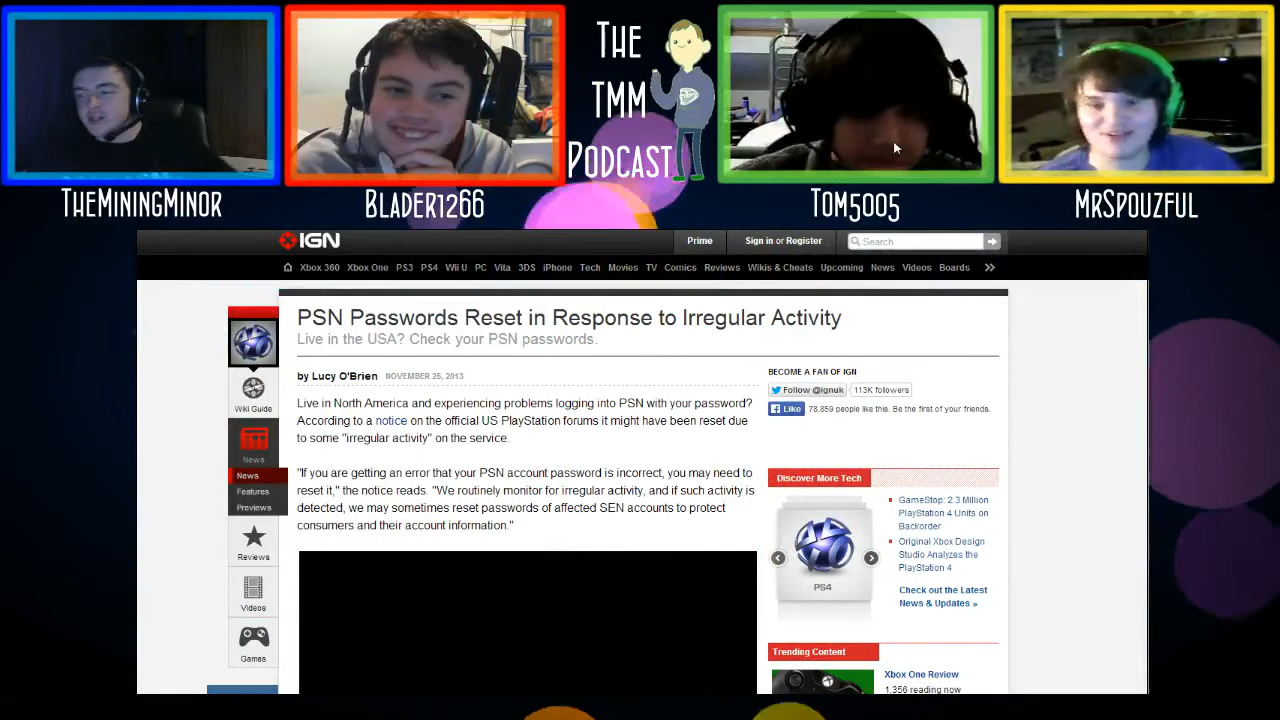 The
TMM
Podcast
TheMiningMinor
Blader1266
Tom5005
MrSpouzful
IGN
Prime
Sign in or Register
Search
Xbox 360 Xbox One PS3 PS4 Wii U PC Vita 3DS iPhone Tech Movies TV Comics Reviews Wikis & Cheats Upcoming News Videos Boards
PSN Passwords Reset in Response to Irregular Activity
Live in the USA? Check your PSN passwords.
by Lucy O'Brien NOVEMBER 25, 2013
Live in North America and experiencing problems logging into PSN with your password?
According to a notice on the official US PlayStation forums it might have been reset due
to some "irregular activity" on the service.
"If you are getting an error that your PSN account password is incorrect, you may need to
reset it," the notice reads. "We routinely monitor for irregular activity, and if such activity is
detected, we may sometimes reset passwords of affected SEN accounts to protect
consumers and their account information."
Wiki Guide
News
News
Features
Previews
Reviews
Videos
Games
BECOME A FAN OF IGN
Follow @ignuk 113K followers
Like 78,859 people like this. Be the first of your friends.
Discover More Tech
PS4
GameStop: 2.3 Million
PlayStation 4 Units on
Backorder
Original Xbox Design
Studio Analyzes the
PlayStation 4
Check out the Latest
News & Updates »
Trending Content
Xbox One Review
1,356 reading now